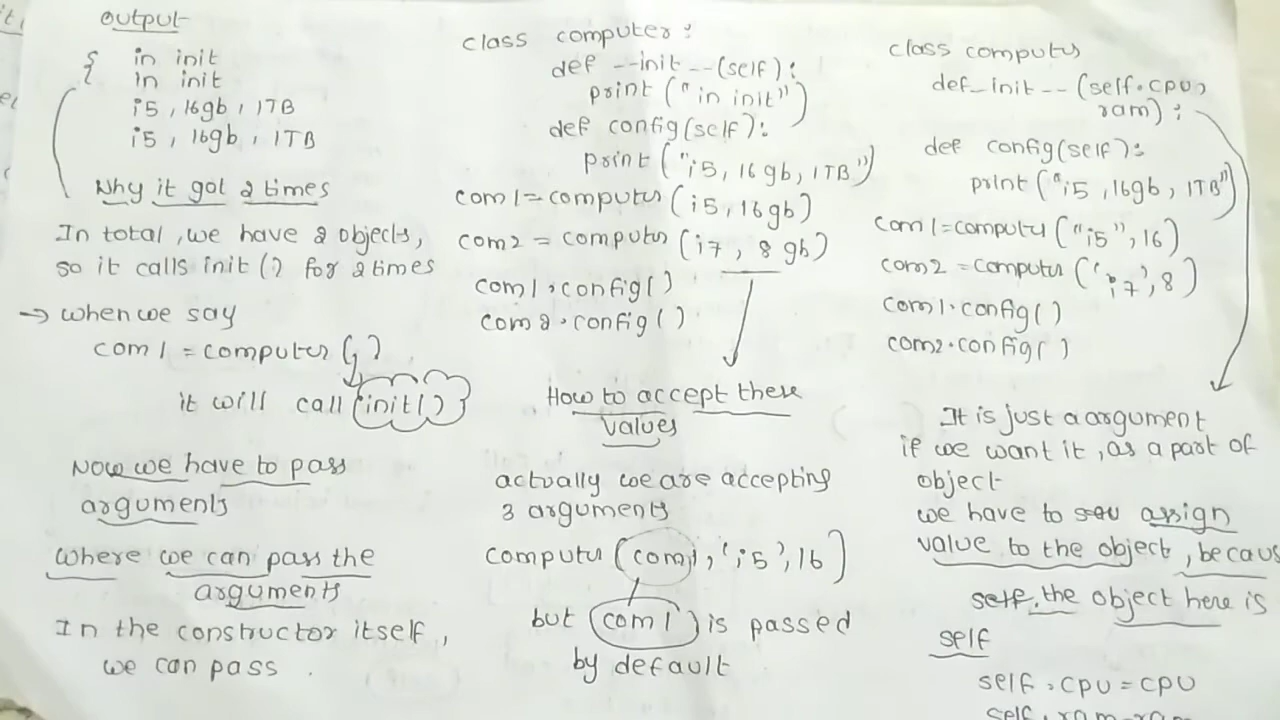 output
in init
in init
i5, 16gb, 1TB
i5, 16gb, 1TB
Why it got 2 times
In total, we have 2 objects,
so it calls init() for 2 times
→ when we say
com1 = computer( )
it will call init()
Now we have to pass
arguments
where we can pass the
arguments
In the constructor itself,
we can pass.
class computer:
def __init__(self):
print("in init")
def config(self):
print("i5, 16gb, 1TB")
com1 = computer(i5, 16gb)
com2 = computer(i7, 8gb)
com1.config()
com2.config()
How to accept these
values
actually we are accepting
3 arguments
computer(com1, 'i5', 16)
but com1 is passed
by default
class computer
def_init__(self.cpu,
ram):
def config(self):
print("i5, 16gb, 1TB")
com1=computer("i5", 16)
com2=computer('i7', 8)
com1.config()
com2.config()
It is just a argument
if we want it, as a part of
object
we have to assign
value to the object, becaus
the object here is
self
self.cpu = cpu
self.ram=ram